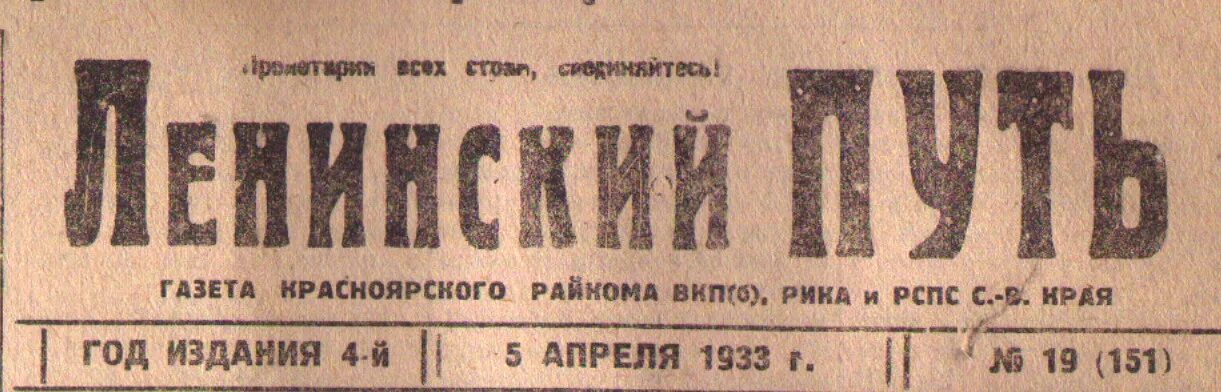 Пролетарии всех стран, соединяйтесь!
Ленинский ПУТЬ
ГАЗЕТА КРАСНОЯРСКОГО РАЙКОМА ВКП(б), РИКА и РСПС С.-В. КРАЯ
ГОД ИЗДАНИЯ 4-й 5 АПРЕЛЯ 1933 г. № 19 (151)